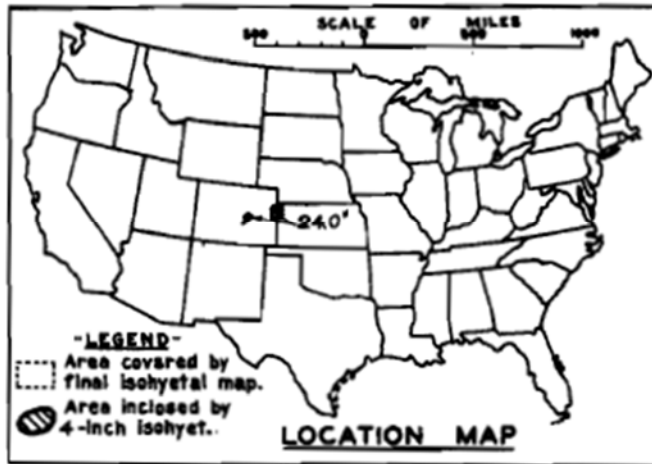 SCALE OF MILES
500 0 500 1000
24.0"
-LEGEND-
Area covared by
final isohyetal map.
Area inclosed by
4-inch isohyet.
LOCATION MAP